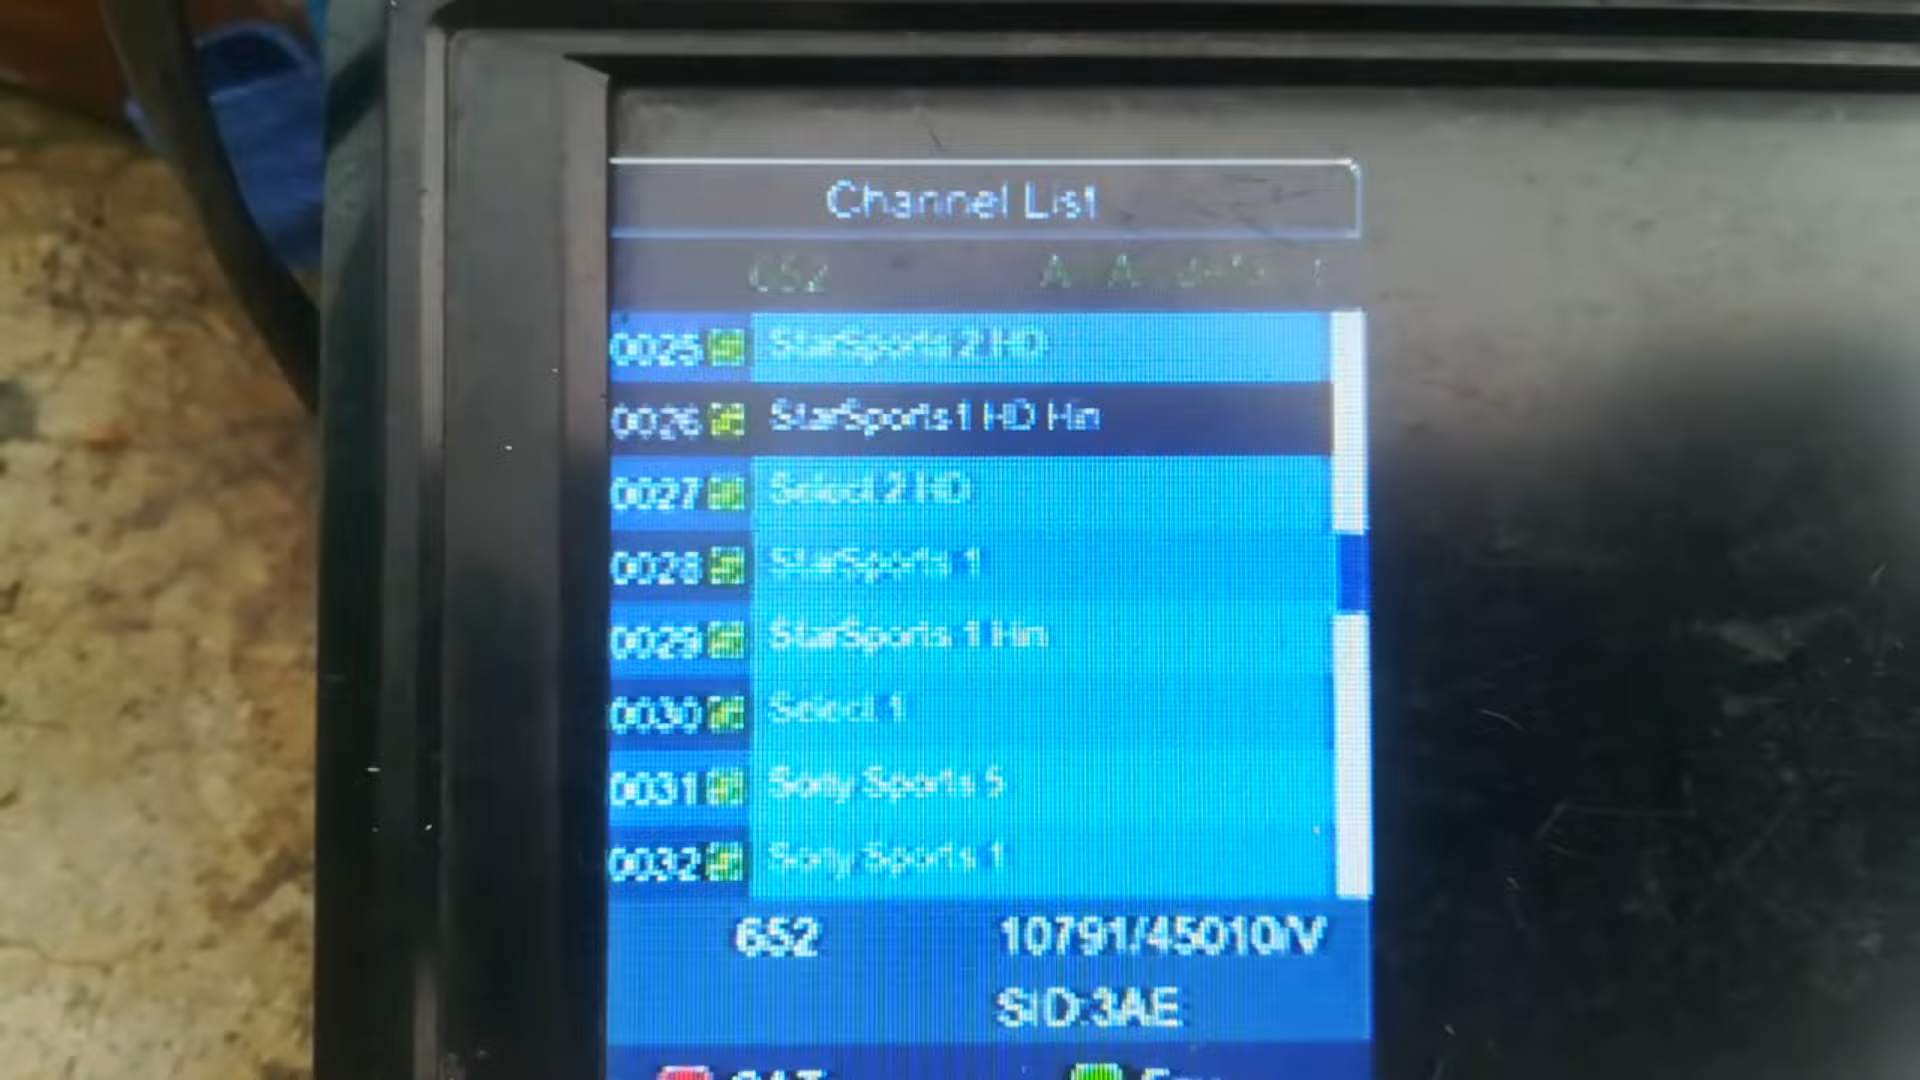 Channel List
0025 StarSports 2 HD
0026 StarSports 1 HD Hin
0027 Select 2 HD
0028 StarSports 1
0029 StarSports 1 Hin
0030 Select 1
0031 Sony Sports 5
0032 Sony Sports 1
652 10791/45010/V
SID:3AE